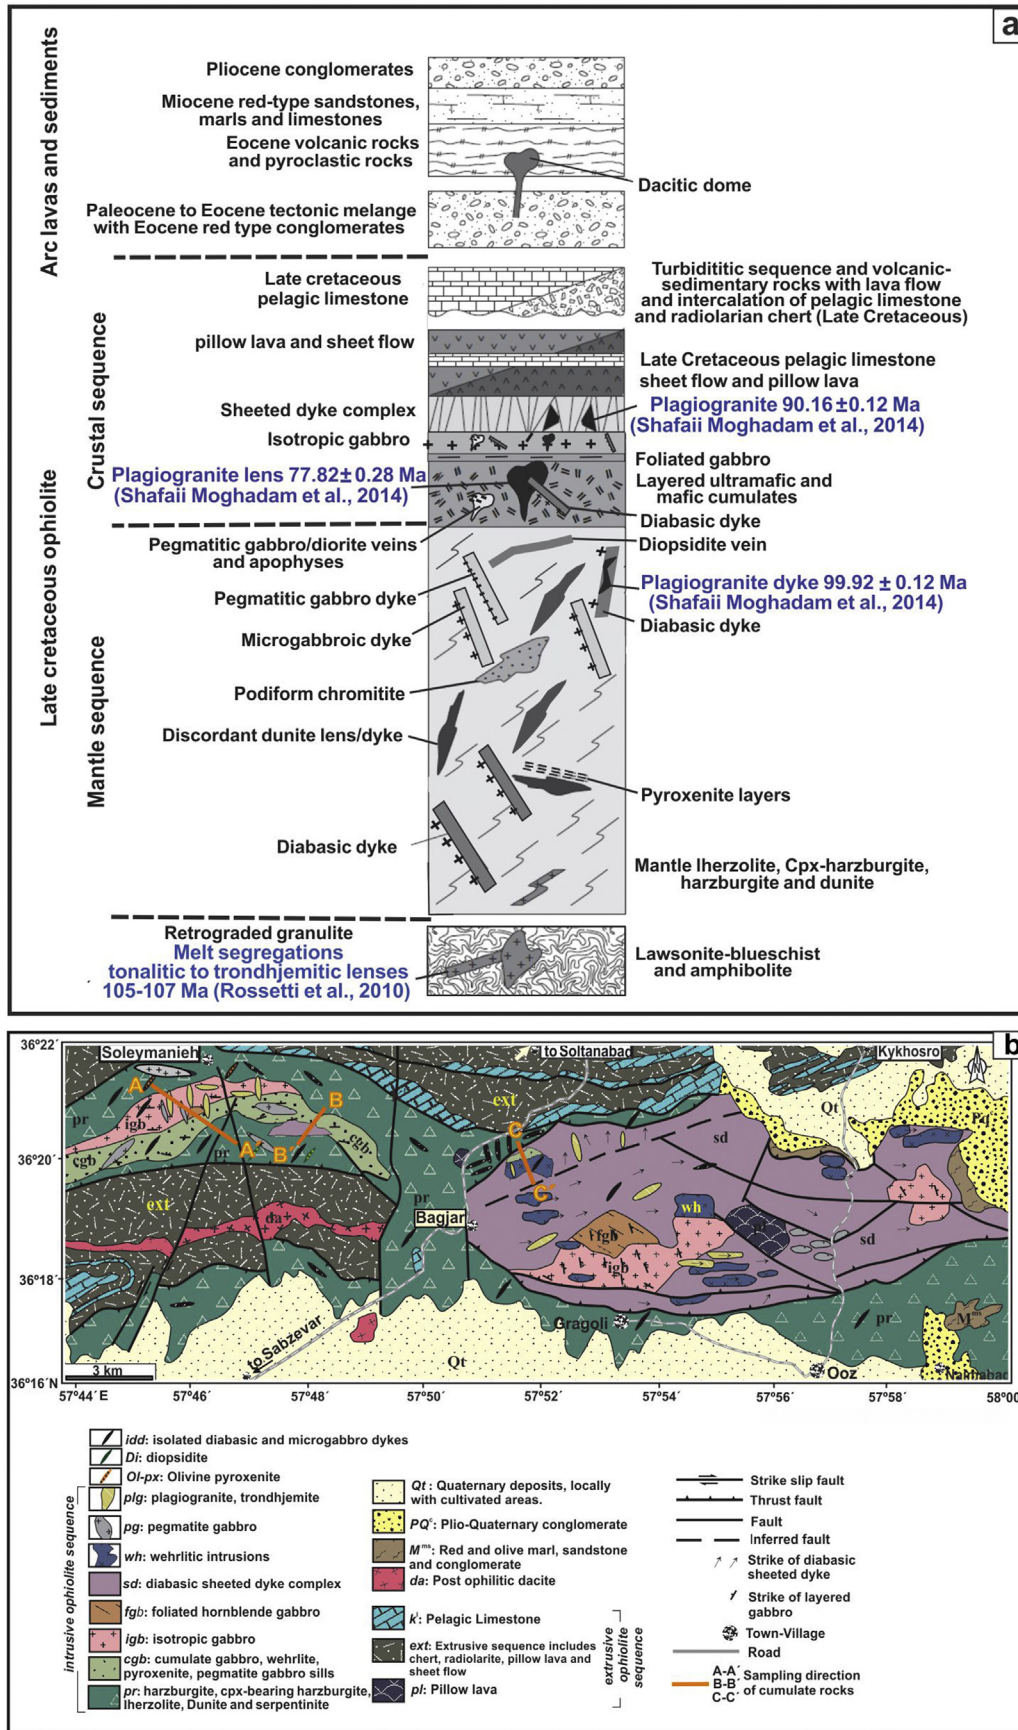 a
Arc lavas and sediments
Pliocene conglomerates
Miocene red-type sandstones,
marls and limestones
Eocene volcanic rocks
and pyroclastic rocks
Dacitic dome
Paleocene to Eocene tectonic melange
with Eocene red type conglomerates
Late cretaceous ophiolite
Crustal sequence
Late cretaceous
pelagic limestone
Turbidititic sequence and volcanic-
sedimentary rocks with lava flow
and intercalation of pelagic limestone
and radiolarian chert (Late Cretaceous)
pillow lava and sheet flow
Late Cretaceous pelagic limestone
sheet flow and pillow lava
Sheeted dyke complex
Plagiogranite 90.16 ±0.12 Ma
(Shafaii Moghadam et al., 2014)
Isotropic gabbro
Foliated gabbro
Plagiogranite lens 77.82± 0.28 Ma
(Shafaii Moghadam et al., 2014)
Layered ultramafic and
mafic cumulates
Diabasic dyke
Mantle sequence
Pegmatitic gabbro/diorite veins
and apophyses
Diopsidite vein
Pegmatitic gabbro dyke
Plagiogranite dyke 99.92 ± 0.12 Ma
(Shafaii Moghadam et al., 2014)
Diabasic dyke
Microgabbroic dyke
Podiform chromitite
Discordant dunite lens/dyke
Pyroxenite layers
Diabasic dyke
Mantle lherzolite, Cpx-harzburgite,
harzburgite and dunite
Retrograded granulite
Melt segregations
tonalitic to trondhjemitic lenses
105-107 Ma (Rossetti et al., 2010)
Lawsonite-blueschist
and amphibolite
b
36°22'
Soleymanieh
to Soltanabad
Kykhosro
N
A
B
ext
Qt
pr
igb
C
sd
cgb
A´
B´
pr
cgb
36°20'
C´
ext
pr
wh
da
Bagjar
fgb
pl
sd
igb
36°18'
Gragoli
pr
Mms
to Sabzevar
Qt
Ooz
3 km
36°16'N
57°44'E
57°46'
57°48'
57°50'
57°52'
57°54'
57°56'
57°58'
58°00'
intrusive ophiolite sequence
idd: isolated diabasic and microgabbro dykes
Di: diopsidite
Ol-px: Olivine pyroxenite
plg: plagiogranite, trondhjemite
pg: pegmatite gabbro
wh: wehrlitic intrusions
sd: diabasic sheeted dyke complex
fgb: foliated hornblende gabbro
igb: isotropic gabbro
cgb: cumulate gabbro, wehrlite,
pyroxenite, pegmatite gabbro sills
pr: harzburgite, cpx-bearing harzburgite,
lherzolite, Dunite and serpentinite
Qt: Quaternary deposits, locally
with cultivated areas.
PQc: Plio-Quaternary conglomerate
Mms: Red and olive marl, sandstone
and conglomerate
da: Post ophilitic dacite
kl: Pelagic Limestone
ext: Extrusive sequence includes
chert, radiolarite, pillow lava and
sheet flow
pl: Pillow lava
extrusive
ophiolite
sequence
Strike slip fault
Thrust fault
Fault
Inferred fault
Strike of diabasic
sheeted dyke
Strike of layered
gabbro
Town-Village
Road
A-A´
B-B´
C-C´
Sampling direction
of cumulate rocks